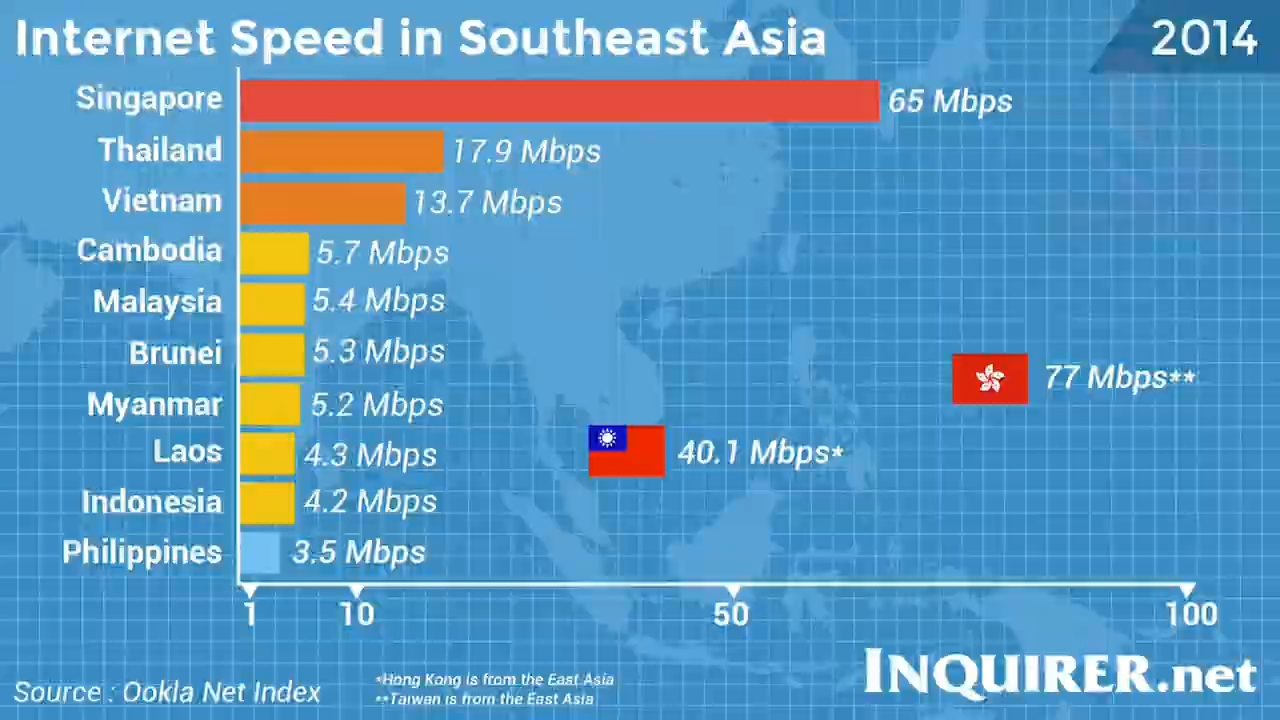 Internet Speed in Southeast Asia
2014
Singapore 65 Mbps
Thailand 17.9 Mbps
Vietnam 13.7 Mbps
Cambodia 5.7 Mbps
Malaysia 5.4 Mbps
Brunei 5.3 Mbps
77 Mbps**
Myanmar 5.2 Mbps
Laos 4.3 Mbps
40.1 Mbps*
Indonesia 4.2 Mbps
Philippines 3.5 Mbps
1 10 50 100
Source : Ookla Net Index
*Hong Kong is from the East Asia
**Taiwan is from the East Asia
INQUIRER.net